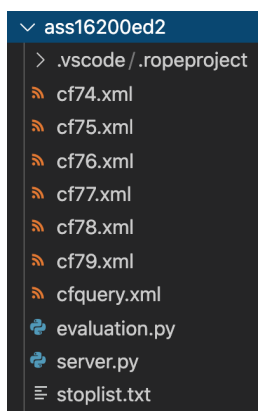 ass16200ed2
.vscode/.ropeproject
cf74.xml
cf75.xml
cf76.xml
cf77.xml
cf78.xml
cf79.xml
cfquery.xml
evaluation.py
server.py
stoplist.txt